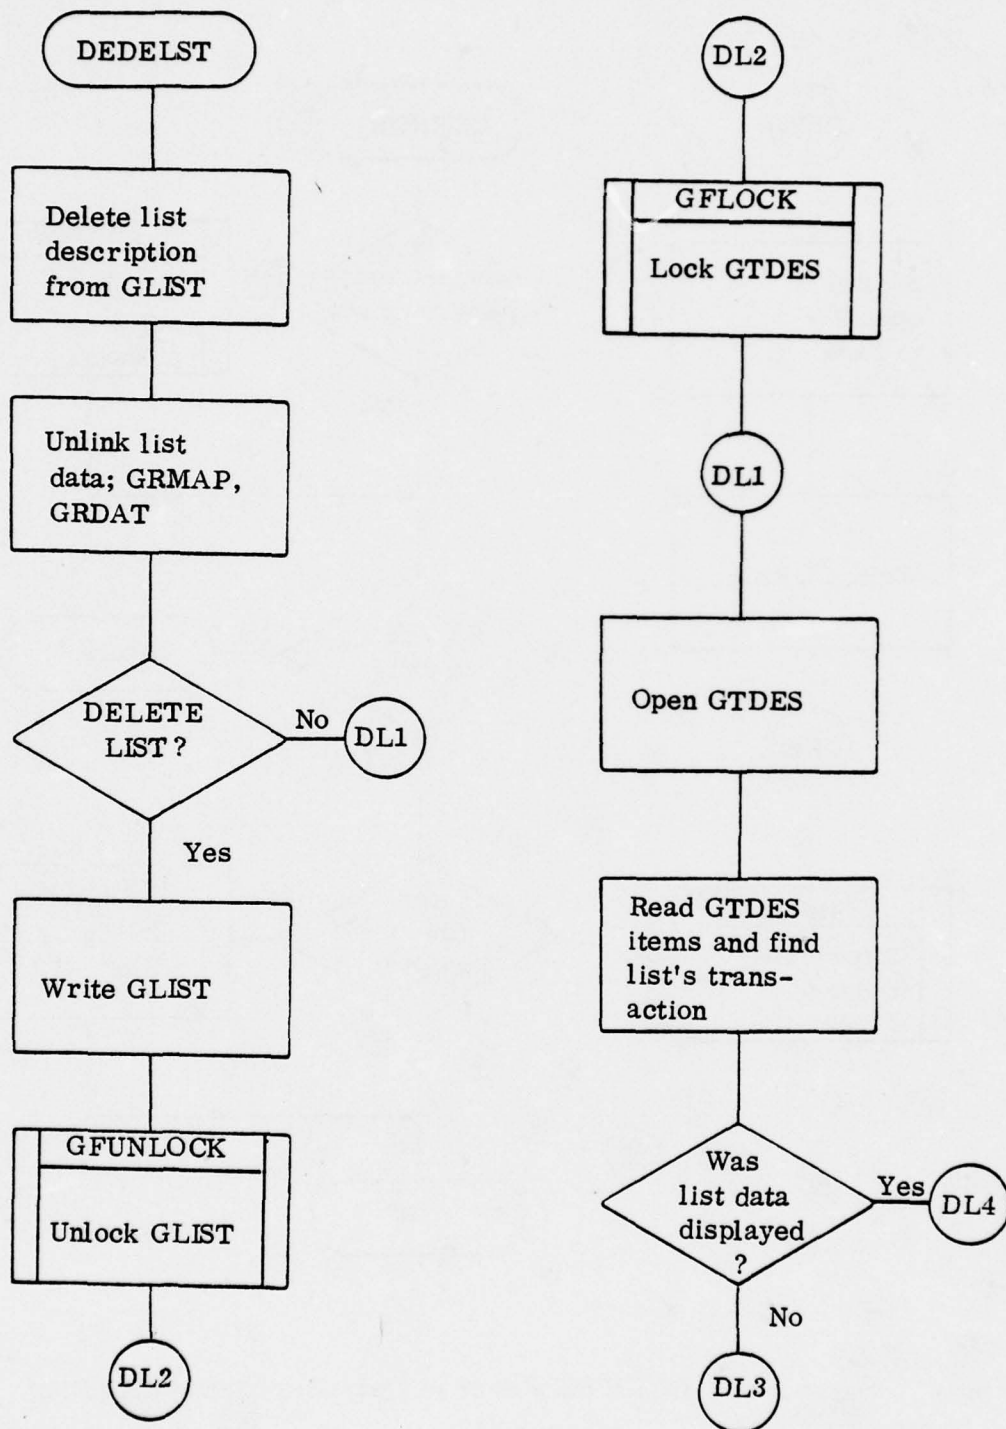 DEDELST
Delete list
description
from GLIST
Unlink list
data; GRMAP,
GRDAT
DELETE
LIST?
No
DL1
Yes
Write GLIST
GFUNLOCK
Unlock GLIST
DL2
DL2
GFLOCK
Lock GTDES
DL1
Open GTDES
Read GTDES
items and find
list's trans-
action
Was
list data
displayed
?
Yes
DL4
No
DL3